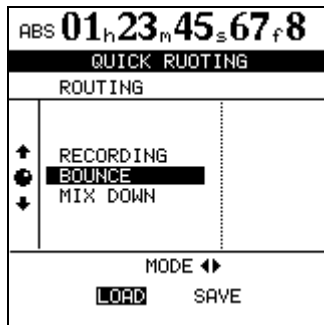 ABS 01h23m45s67f8
QUICK RUOTING
ROUTING
RECORDING
BOUNCE
MIX DOWN
MODE
LOAD SAVE